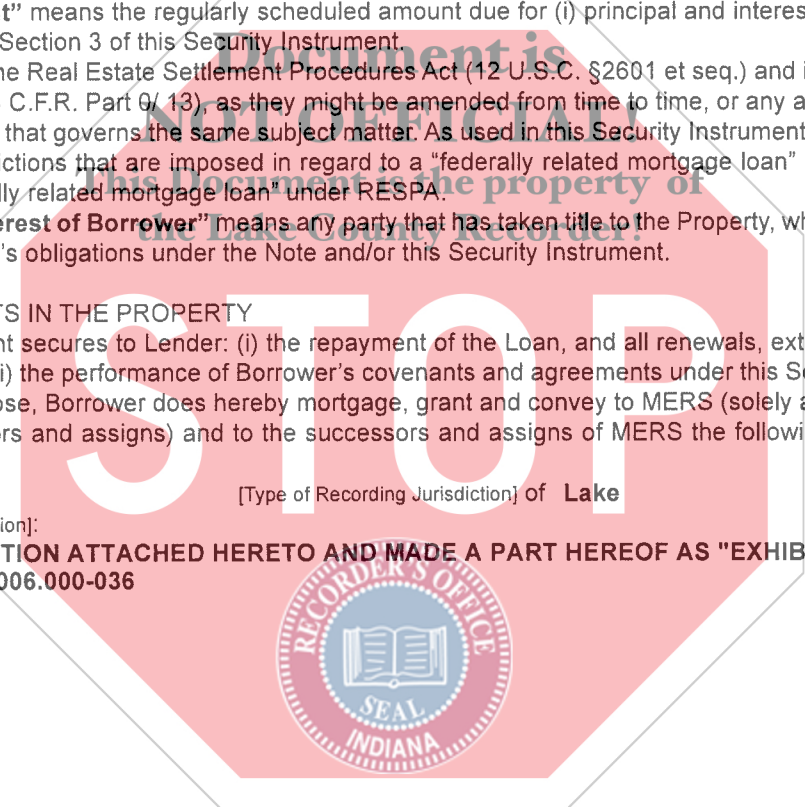 t” means the regularly scheduled amount due for (i) principal and interes
Section 3 of this Security Instrument.
Document is
he Real Estate Settlement Procedures Act (12 U.S.C. §2601 et seq.) and i
C.F.R. Part 0/ 13), as they might be amended from time to time, or any a
NOT OFFICIAL!
that governs the same subject matter. As used in this Security Instrument
ictions that are imposed in regard to a “federally related mortgage loan”
This Document is the property of
lly related mortgage loan” under RESPA.
erest of Borrower” means any party that has taken title to the Property, wh
the Lake County Recorder!
’s obligations under the Note and/or this Security Instrument.
TS IN THE PROPERTY
nt secures to Lender: (i) the repayment of the Loan, and all renewals, ext
i) the performance of Borrower’s covenants and agreements under this Se
ose, Borrower does hereby mortgage, grant and convey to MERS (solely a
ors and assigns) and to the successors and assigns of MERS the followi
STOP
[Type of Recording Jurisdiction] of Lake
ion]:
TION ATTACHED HERETO AND MADE A PART HEREOF AS "EXHIB
006.000-036
RECORDER'S OFFICE
SEAL
INDIANA